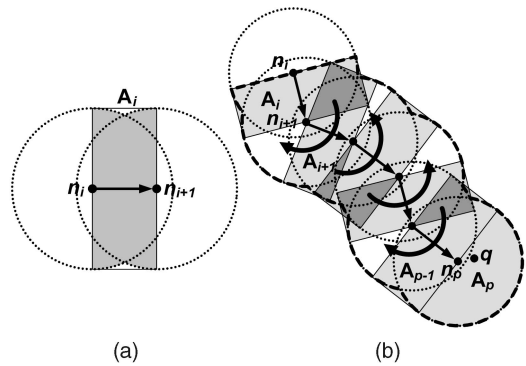 A_i
n_i
n_{i+1}
(a)
n_i
A_i
n_{i+1}
A_{i+1}
A_{p-1}
n_p
q
A_p
(b)